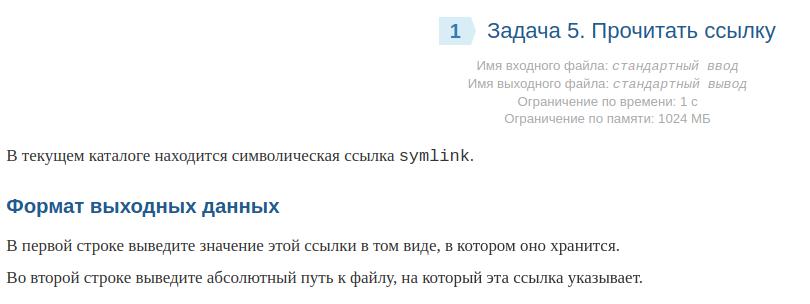 1 Задача 5. Прочитать ссылку
Имя входного файла: стандартный ввод
Имя выходного файла: стандартный вывод
Ограничение по времени: 1 с
Ограничение по памяти: 1024 МБ
В текущем каталоге находится символическая ссылка symlink.
Формат выходных данных
В первой строке выведите значение этой ссылки в том виде, в котором оно хранится.
Во второй строке выведите абсолютный путь к файлу, на который эта ссылка указывает.